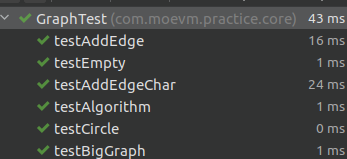 GraphTest (com.moevm.practice.core) 43 ms
testAddEdge 16 ms
testEmpty 1 ms
testAddEdgeChar 24 ms
testAlgorithm 1 ms
testCircle 0 ms
testBigGraph 1 ms